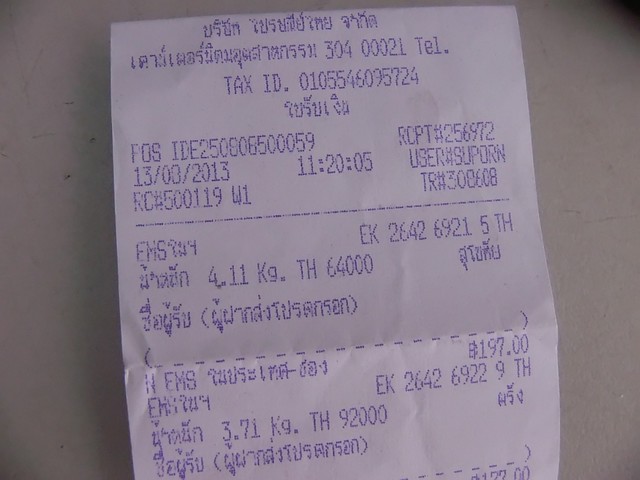 บริษัท ไปรษณีย์ไทย จำกัด
เคาน์เตอร์นิคมอุตสาหกรรม 304 00021 Tel.
TAX ID. 0105546095724
ใบรับเงิน
POS IDE250808500059 RCPT#256972
13/08/2013 11:20:05 USER#SUPORN
RC#500119 W1 TR#308608
EMSในฯ EK 2642 6921 5 TH
น้ำหนัก 4.11 Kg. TH 64000 สุโขทัย
ชื่อผู้รับ (ผู้ฝากส่งโปรดกรอก)
( )
฿197.00
N EMS ในประเทศ-ซอง
EMSในฯ EK 2642 6922 9 TH
น้ำหนัก 3.71 Kg. TH 92000 ตรัง
ชื่อผู้รับ (ผู้ฝากส่งโปรดกรอก)
฿177.00